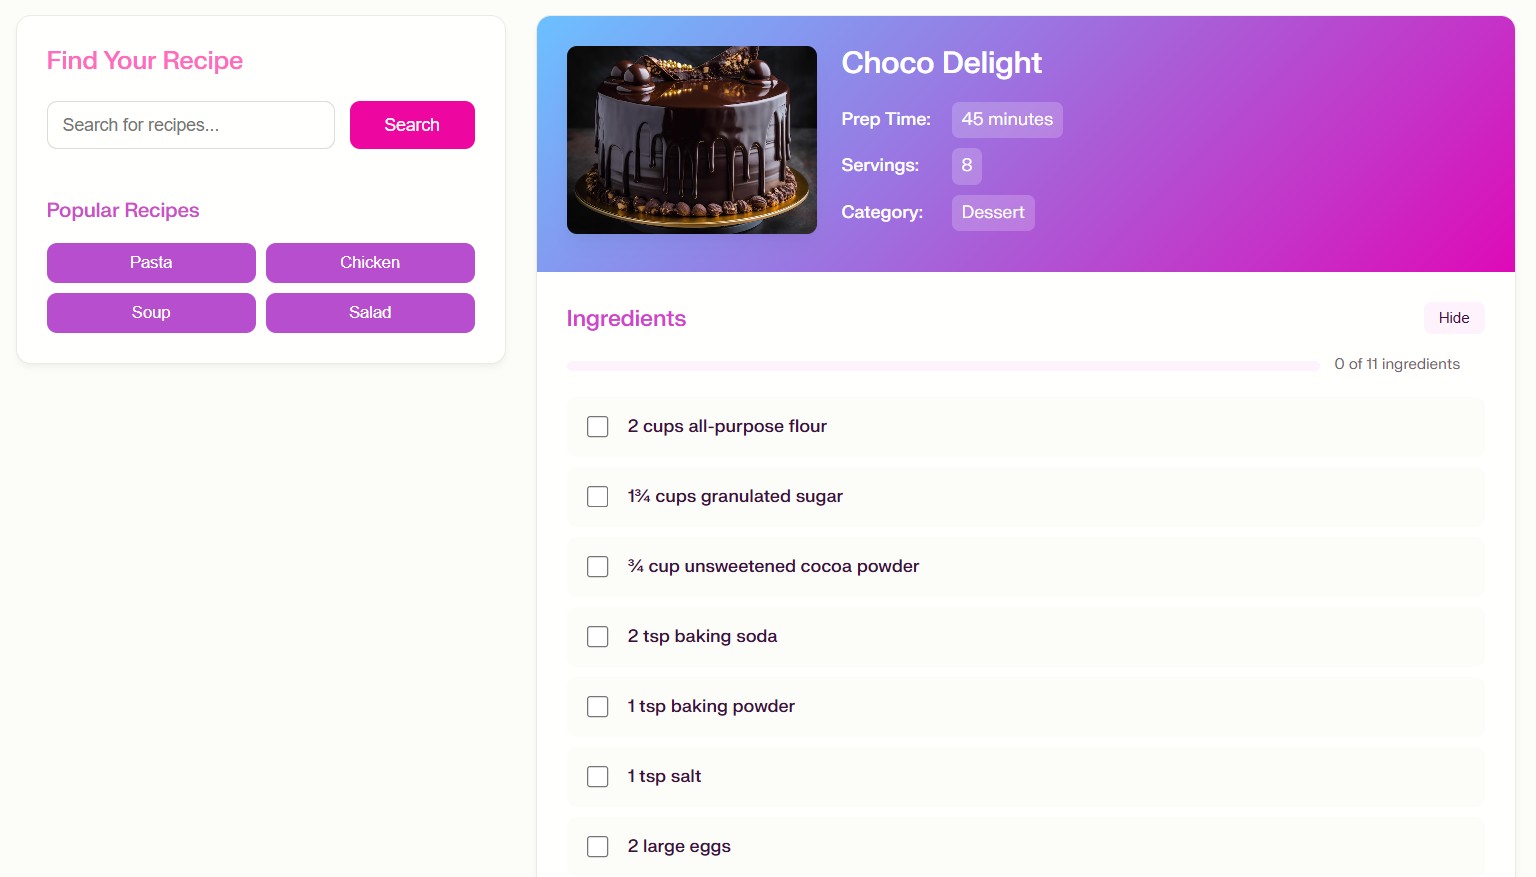 Find Your Recipe
Search for recipes...
Search
Popular Recipes
Pasta
Chicken
Soup
Salad
Choco Delight
Prep Time: 45 minutes
Servings: 8
Category: Dessert
Ingredients
Hide
0 of 11 ingredients
2 cups all-purpose flour
1¾ cups granulated sugar
¾ cup unsweetened cocoa powder
2 tsp baking soda
1 tsp baking powder
1 tsp salt
2 large eggs